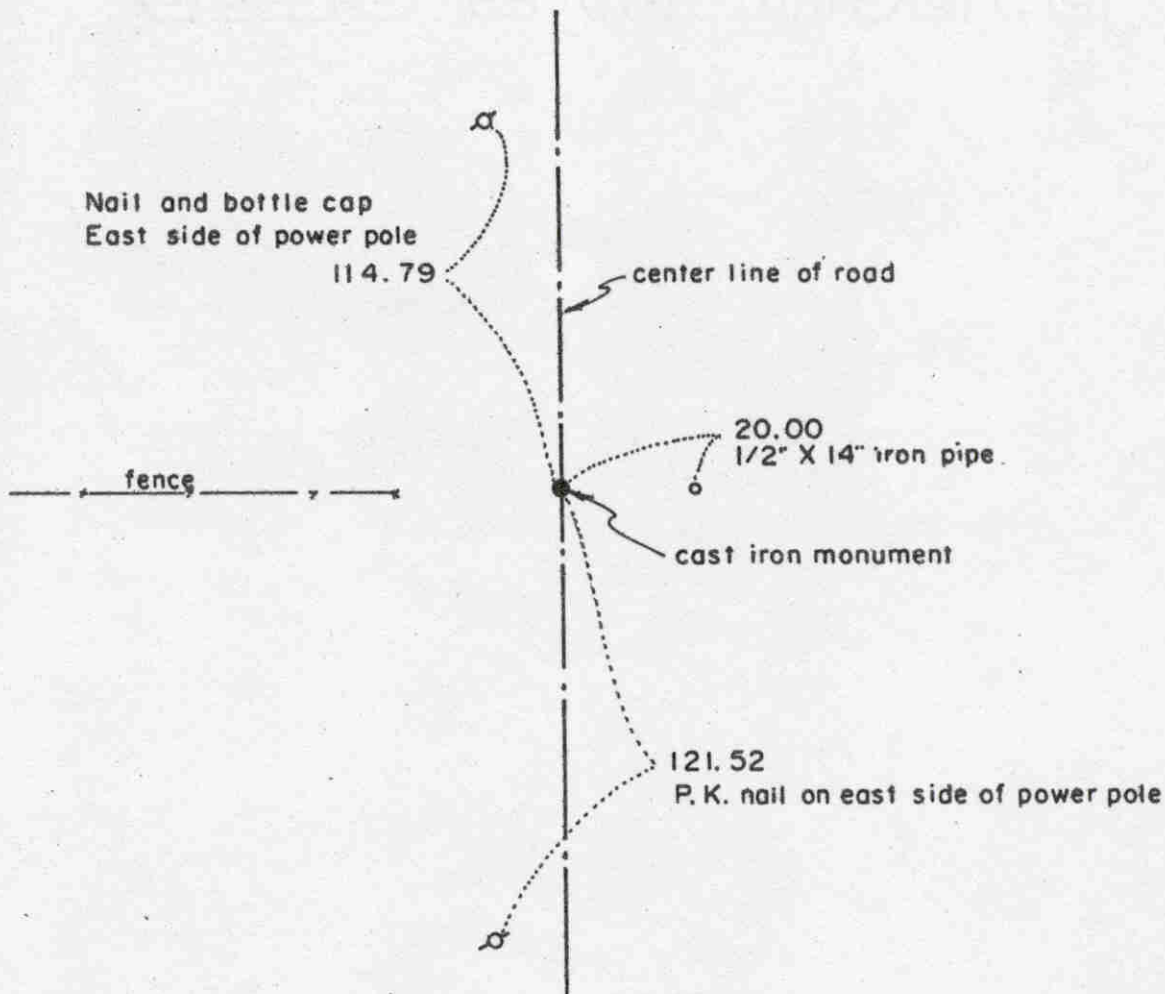 Nail and bottle cap
East side of power pole
114.79
center line of road
20.00
1/2" X 14" iron pipe
fence
cast iron monument
121.52
P. K. nail on east side of power pole